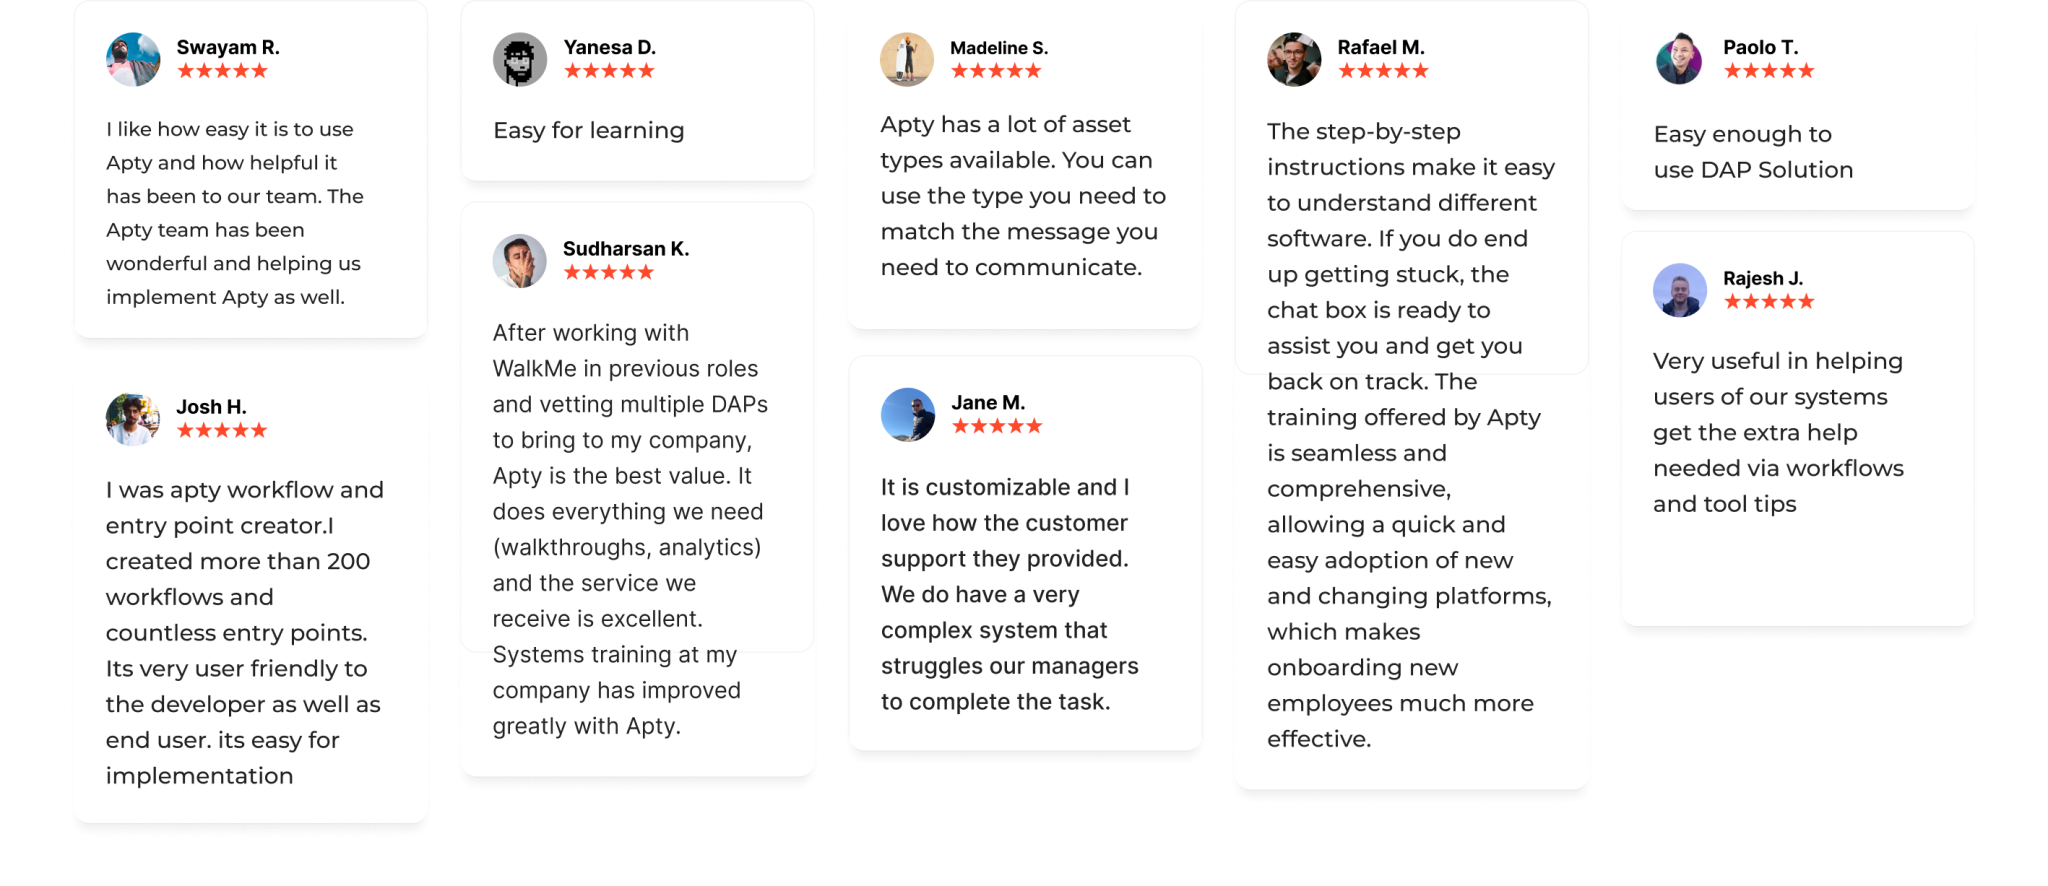 Swayam R.
I like how easy it is to use
Apty and how helpful it
has been to our team. The
Apty team has been
wonderful and helping us
implement Apty as well.
Josh H.
I was apty workflow and
entry point creator.I
created more than 200
workflows and
countless entry points.
Its very user friendly to
the developer as well as
end user. its easy for
implementation
Yanesa D.
Easy for learning
Sudharsan K.
After working with
WalkMe in previous roles
and vetting multiple DAPs
to bring to my company,
Apty is the best value. It
does everything we need
(walkthroughs, analytics)
and the service we
receive is excellent.
Systems training at my
company has improved
greatly with Apty.
Madeline S.
Apty has a lot of asset
types available. You can
use the type you need to
match the message you
need to communicate.
Jane M.
It is customizable and I
love how the customer
support they provided.
We do have a very
complex system that
struggles our managers
to complete the task.
Rafael M.
The step-by-step
instructions make it easy
to understand different
software. If you do end
up getting stuck, the
chat box is ready to
assist you and get you
back on track. The
training offered by Apty
is seamless and
comprehensive,
allowing a quick and
easy adoption of new
and changing platforms,
which makes
onboarding new
employees much more
effective.
Paolo T.
Easy enough to
use DAP Solution
Rajesh J.
Very useful in helping
users of our systems
get the extra help
needed via workflows
and tool tips